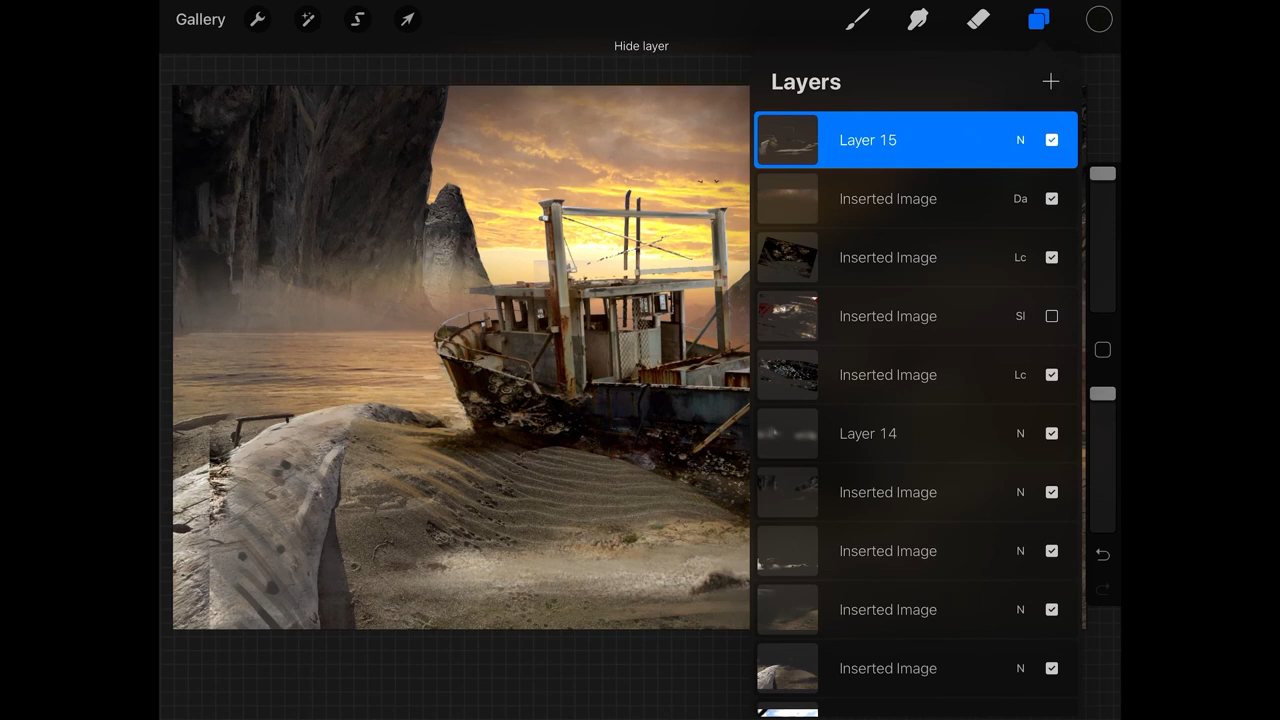 Gallery
Hide layer
Layers
Layer 15 N
Inserted Image Da
Inserted Image Lc
Inserted Image Sl
Inserted Image Lc
Layer 14 N
Inserted Image N
Inserted Image N
Inserted Image N
Inserted Image N